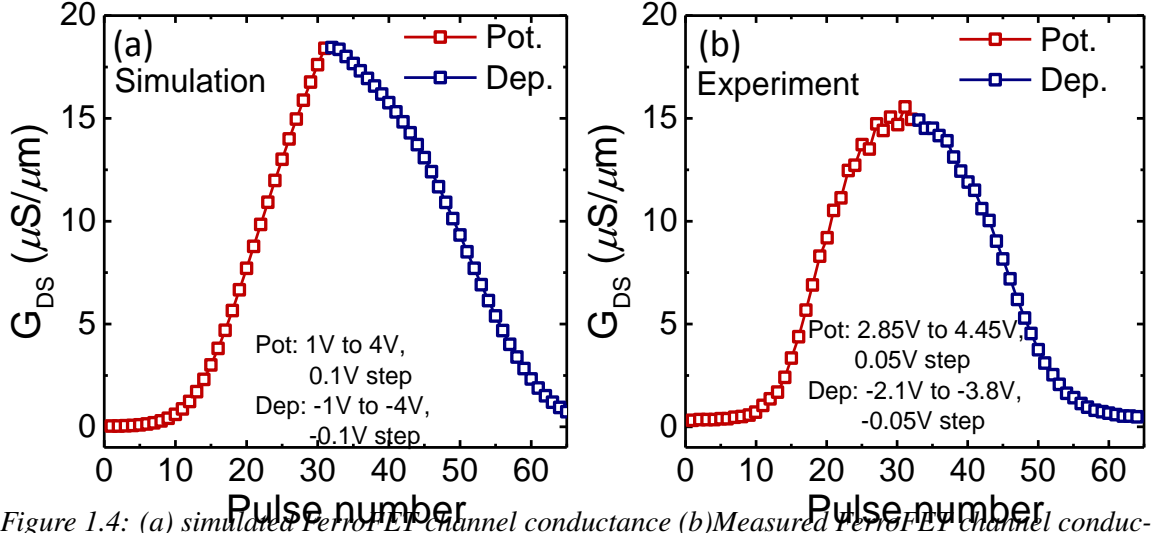 20
15
10
5
0
G_DS (μS/μm)
(a)
Simulation
Pot.
Dep.
Pot: 1V to 4V,
0.1V step
Dep: -1V to -4V,
-0.1V step
0 10 20 30 40 50 60
Pulse number
20
15
10
5
0
G_DS (μS/μm)
(b)
Experiment
Pot.
Dep.
Pot: 2.85V to 4.45V,
0.05V step
Dep: -2.1V to -3.8V,
-0.05V step
0 10 20 30 40 50 60
Pulse number
Figure 1.4: (a) simulated FerroFET channel conductance (b)Measured FerroFET channel conduc-